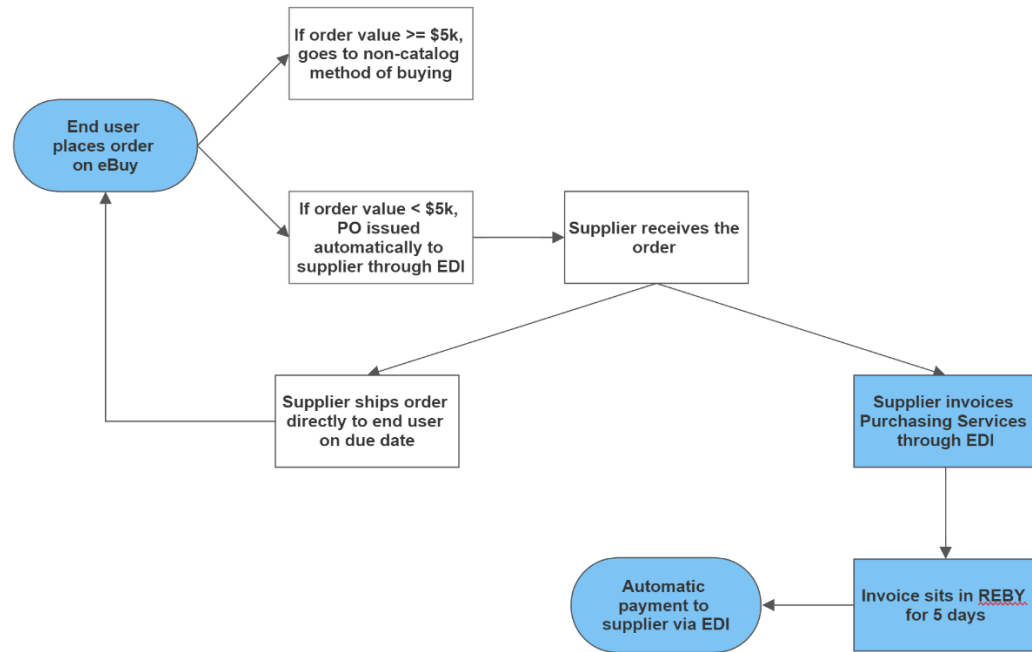 If order value >= $5k,
goes to non-catalog
method of buying
End user
places order
on eBuy
If order value < $5k,
PO issued
automatically to
supplier through EDI
Supplier receives the
order
Supplier ships order
directly to end user
on due date
Supplier invoices
Purchasing Services
through EDI
Automatic
payment to
supplier via EDI
Invoice sits in REBY
for 5 days